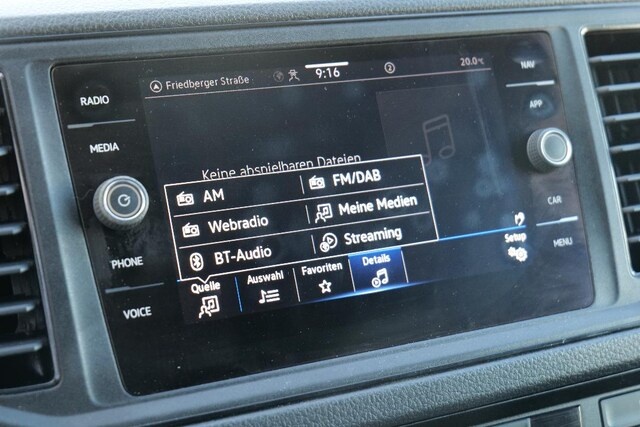 RADIO
MEDIA
PHONE
VOICE
Friedberger Straße
9:16
2
20.0°C
NAV
APP
CAR
MENU
Keine abspielbaren Dateien
AM
FM/DAB
Webradio
Meine Medien
BT-Audio
Streaming
Quelle
Auswahl
Favoriten
Details
Setup